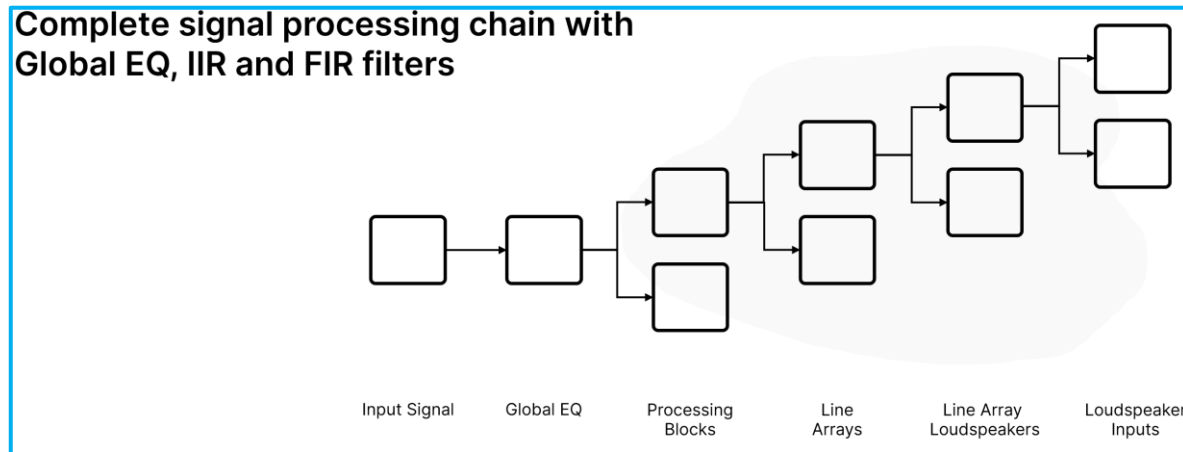 Complete signal processing chain with
Global EQ, IIR and FIR filters
Input Signal
Global EQ
Processing
Blocks
Line
Arrays
Line Array
Loudspeakers
Loudspeaker
Inputs